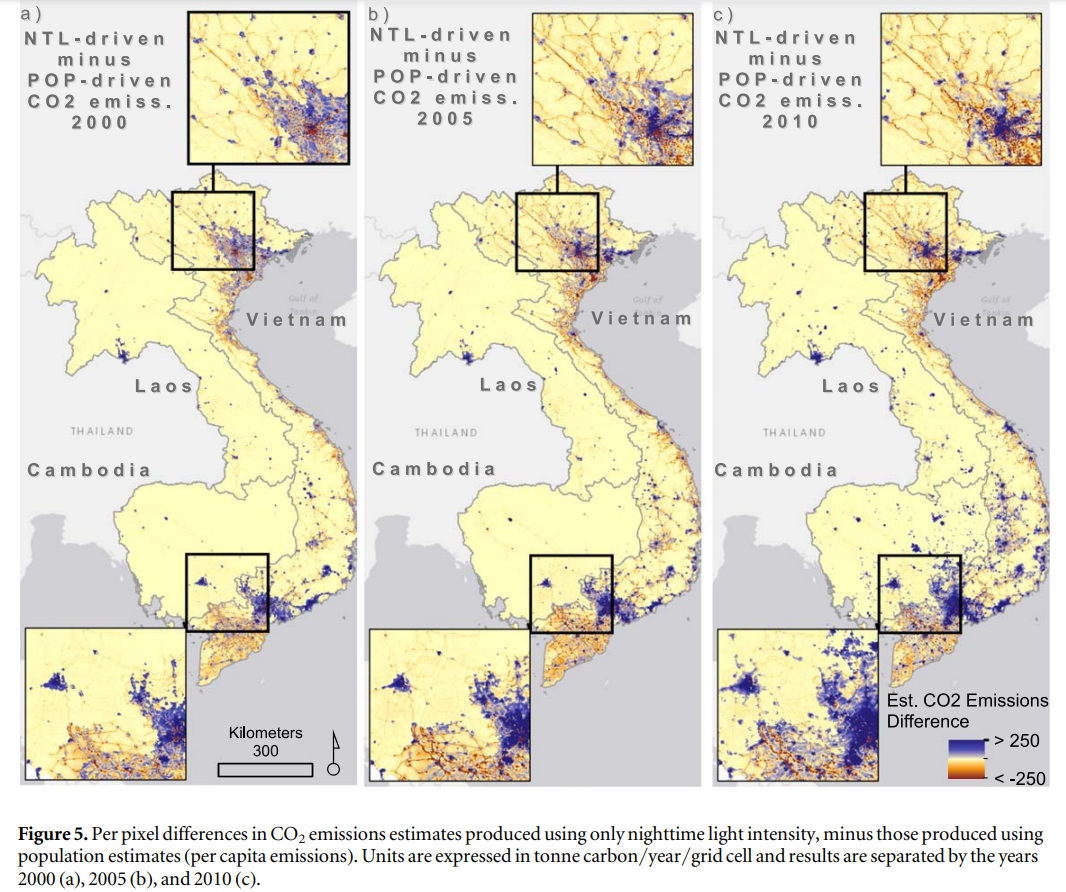 a)
NTL-driven
minus
POP-driven
CO2 emiss.
2000
b)
NTL-driven
minus
POP-driven
CO2 emiss.
2005
c)
NTL-driven
minus
POP-driven
CO2 emiss.
2010
Gulf of
Vietnam
Laos
THAILAND
Cambodia
Gulf of
Vietnam
Laos
THAILAND
Cambodia
Gulf of
Vietnam
Laos
THAILAND
Cambodia
Kilometers
300
Est. CO2 Emissions
Difference
> 250
< -250
Figure 5. Per pixel differences in CO₂ emissions estimates produced using only nighttime light intensity, minus those produced using
population estimates (per capita emissions). Units are expressed in tonne carbon/year/grid cell and results are separated by the years
2000 (a), 2005 (b), and 2010 (c).